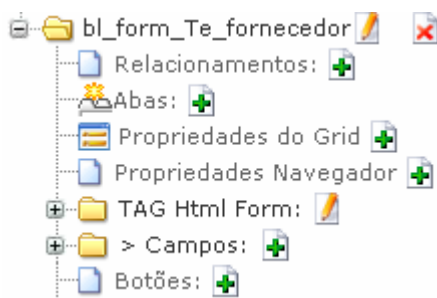 bl_form_Te_fornecedor
Relacionamentos:
Abas:
Propriedades do Grid
Propriedades Navegador
TAG Html Form:
> Campos:
Botões: